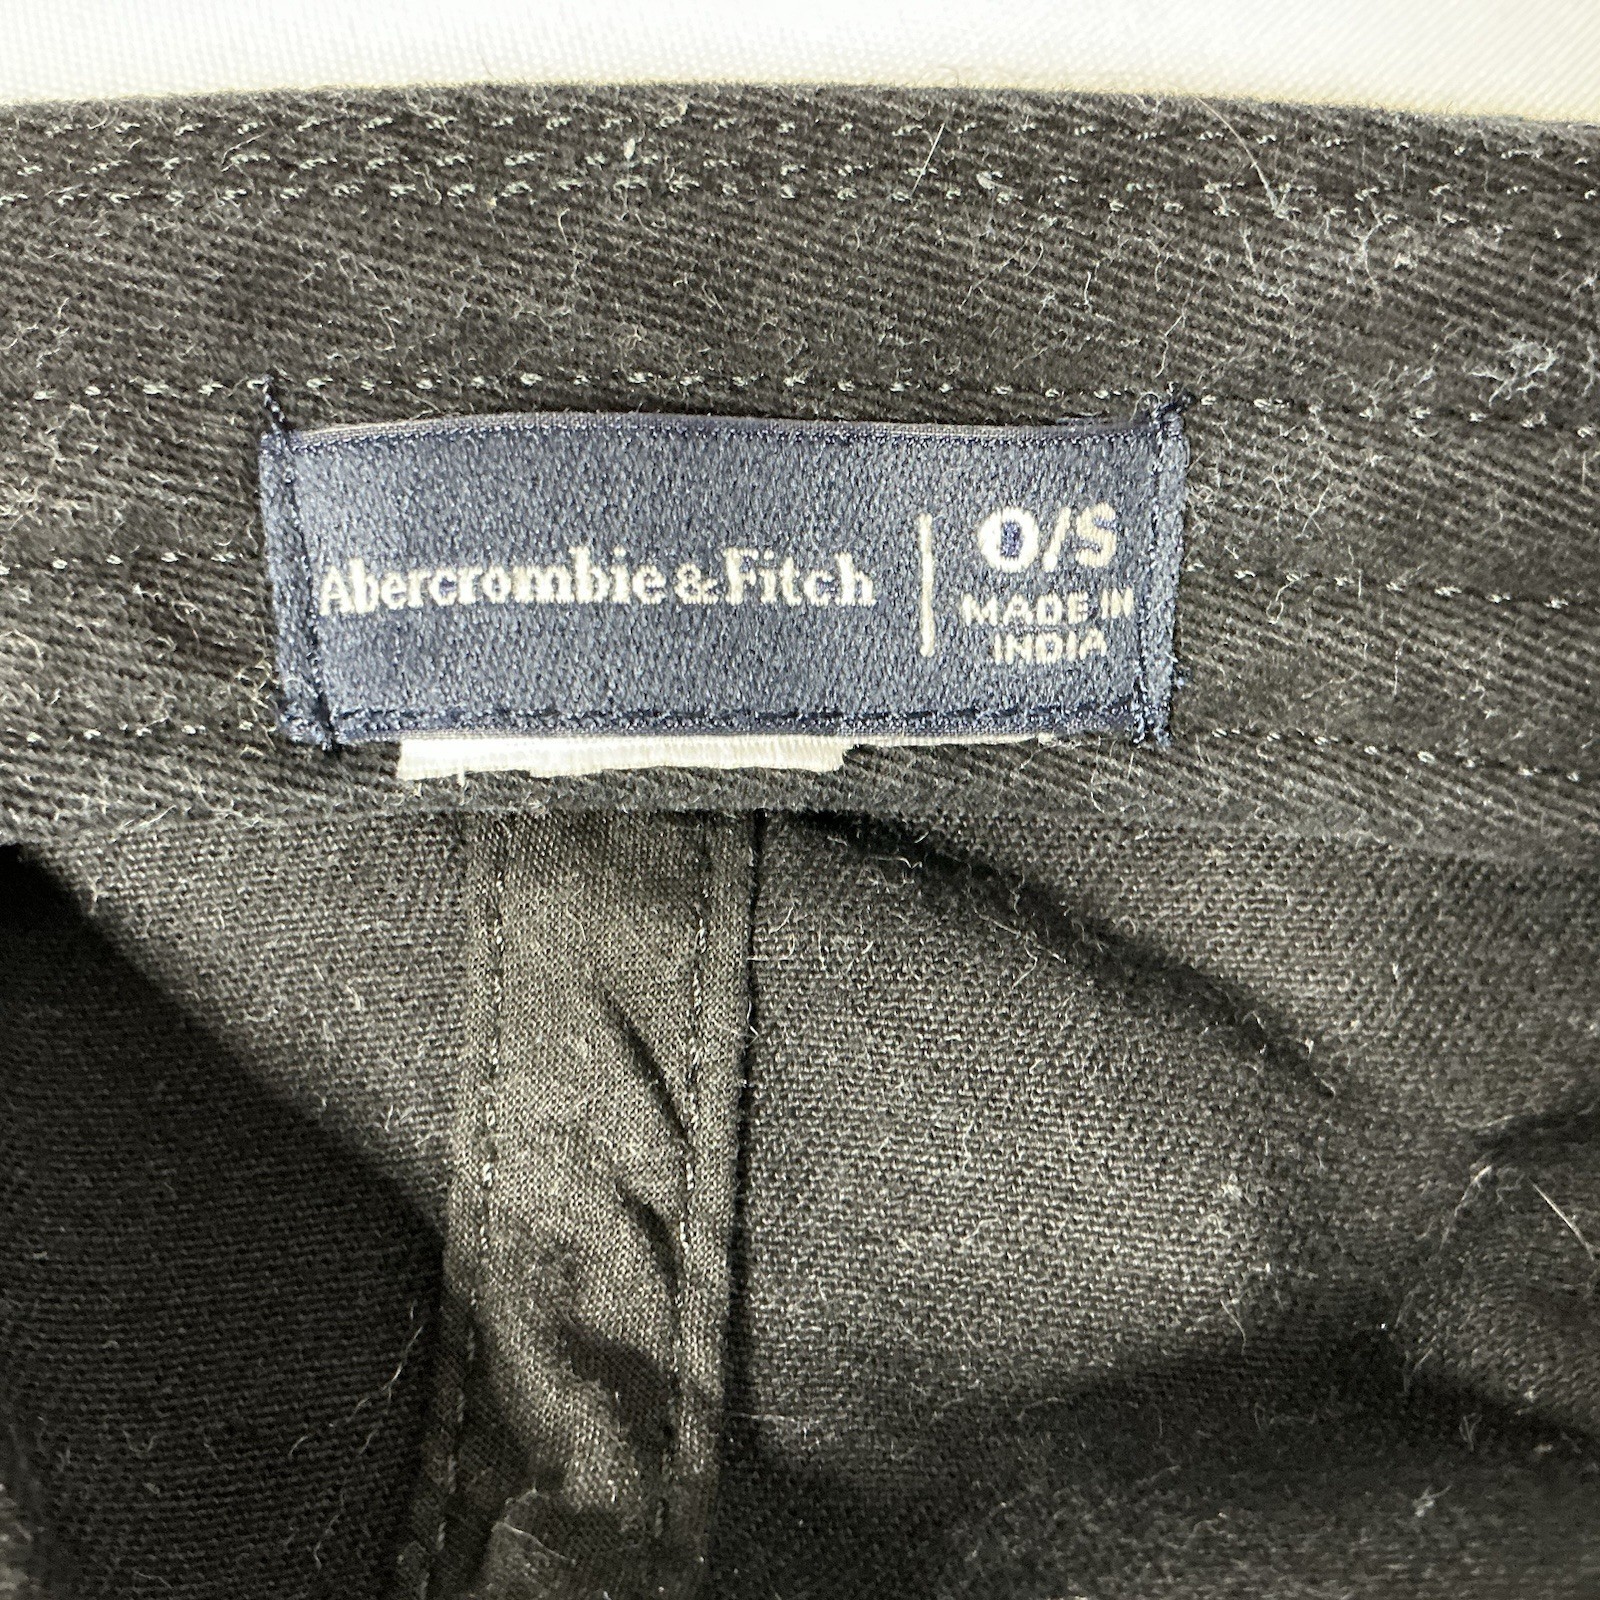 Abercrombie & Fitch
O/S
MADE IN
INDIA